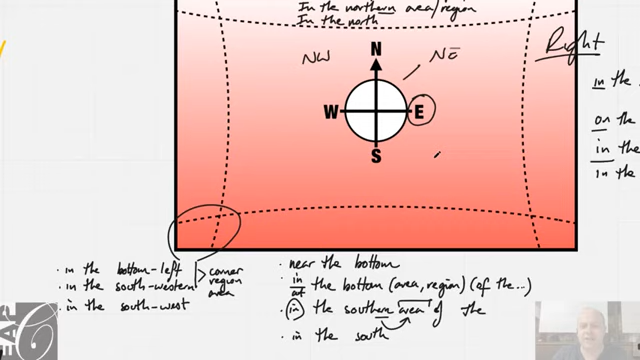 In the northern area/region
In the north
NW
N
NE
W
E
S
Right
in the
on the
in the
in the
· in the bottom-left
· in the south-western
· in the south-west
corner
region
area
· near the bottom
· in
at
the bottom (area, region) (of the...)
· in the southern area of the
· in the south
EAP